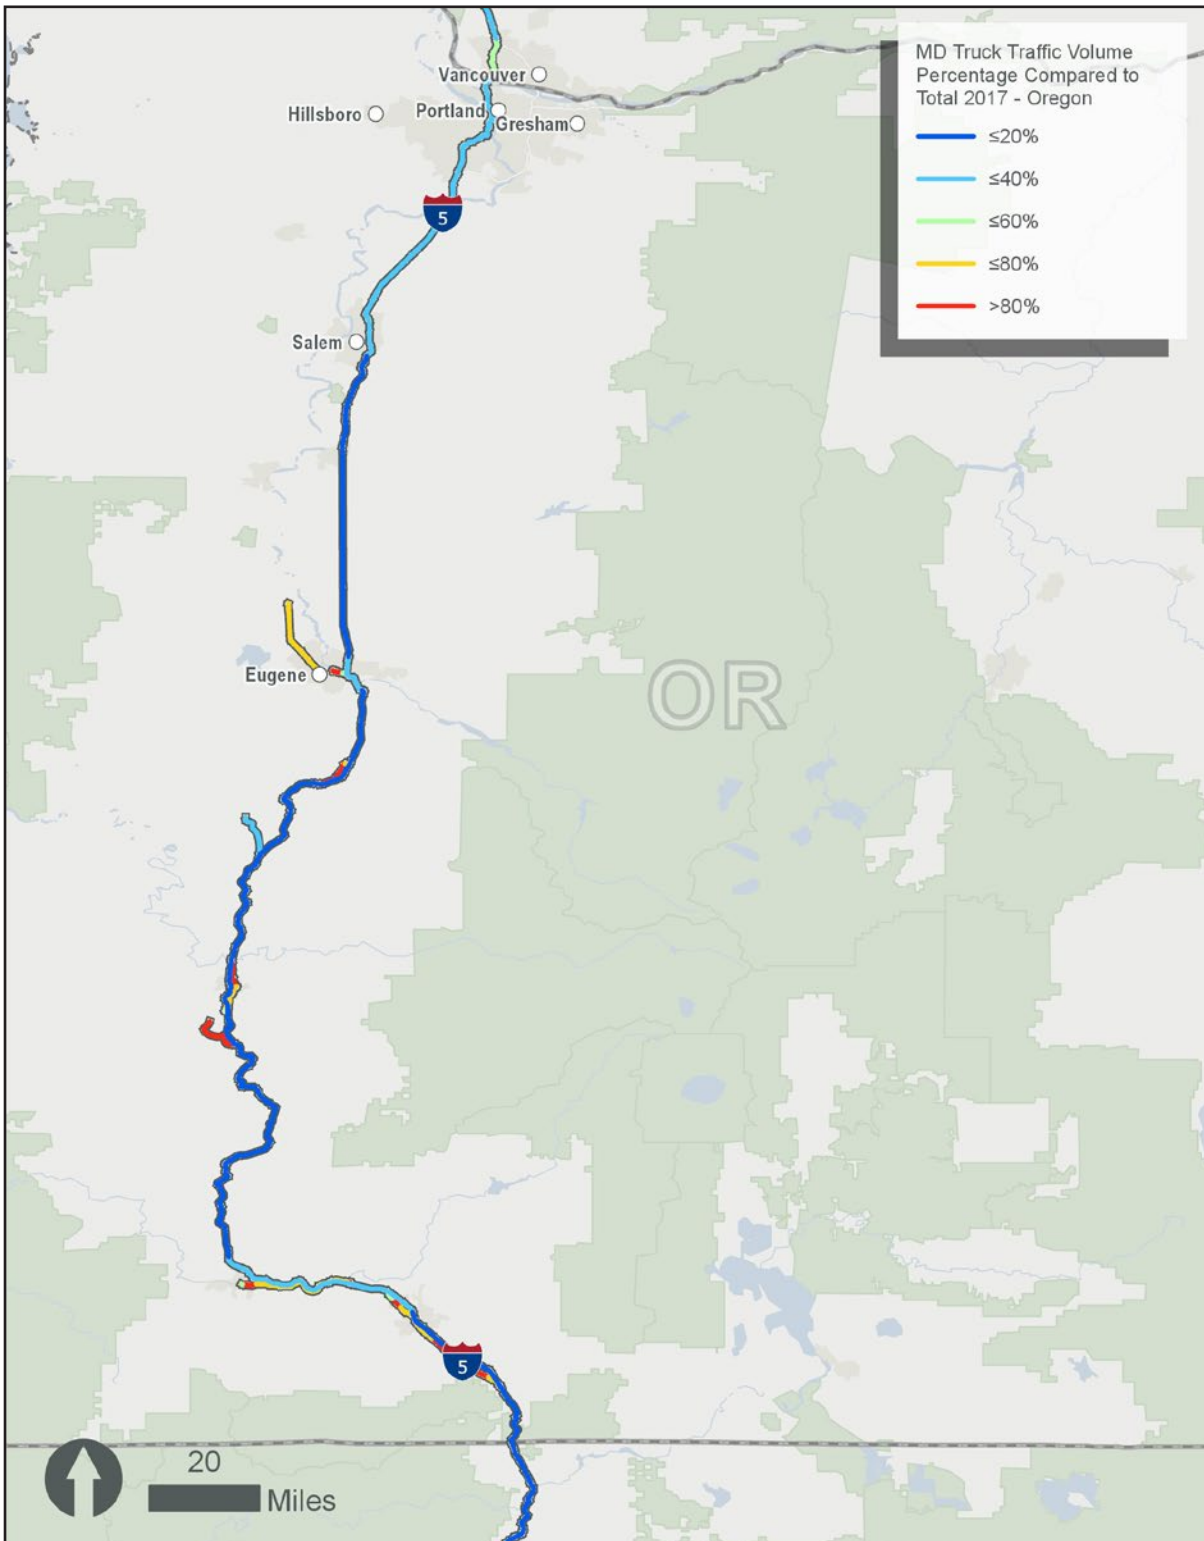 MD Truck Traffic Volume
Percentage Compared to
Total 2017 - Oregon
≤20%
≤40%
≤60%
≤80%
>80%
Vancouver
Hillsboro
Portland
Gresham
5
Salem
Eugene
OR
5
20
Miles